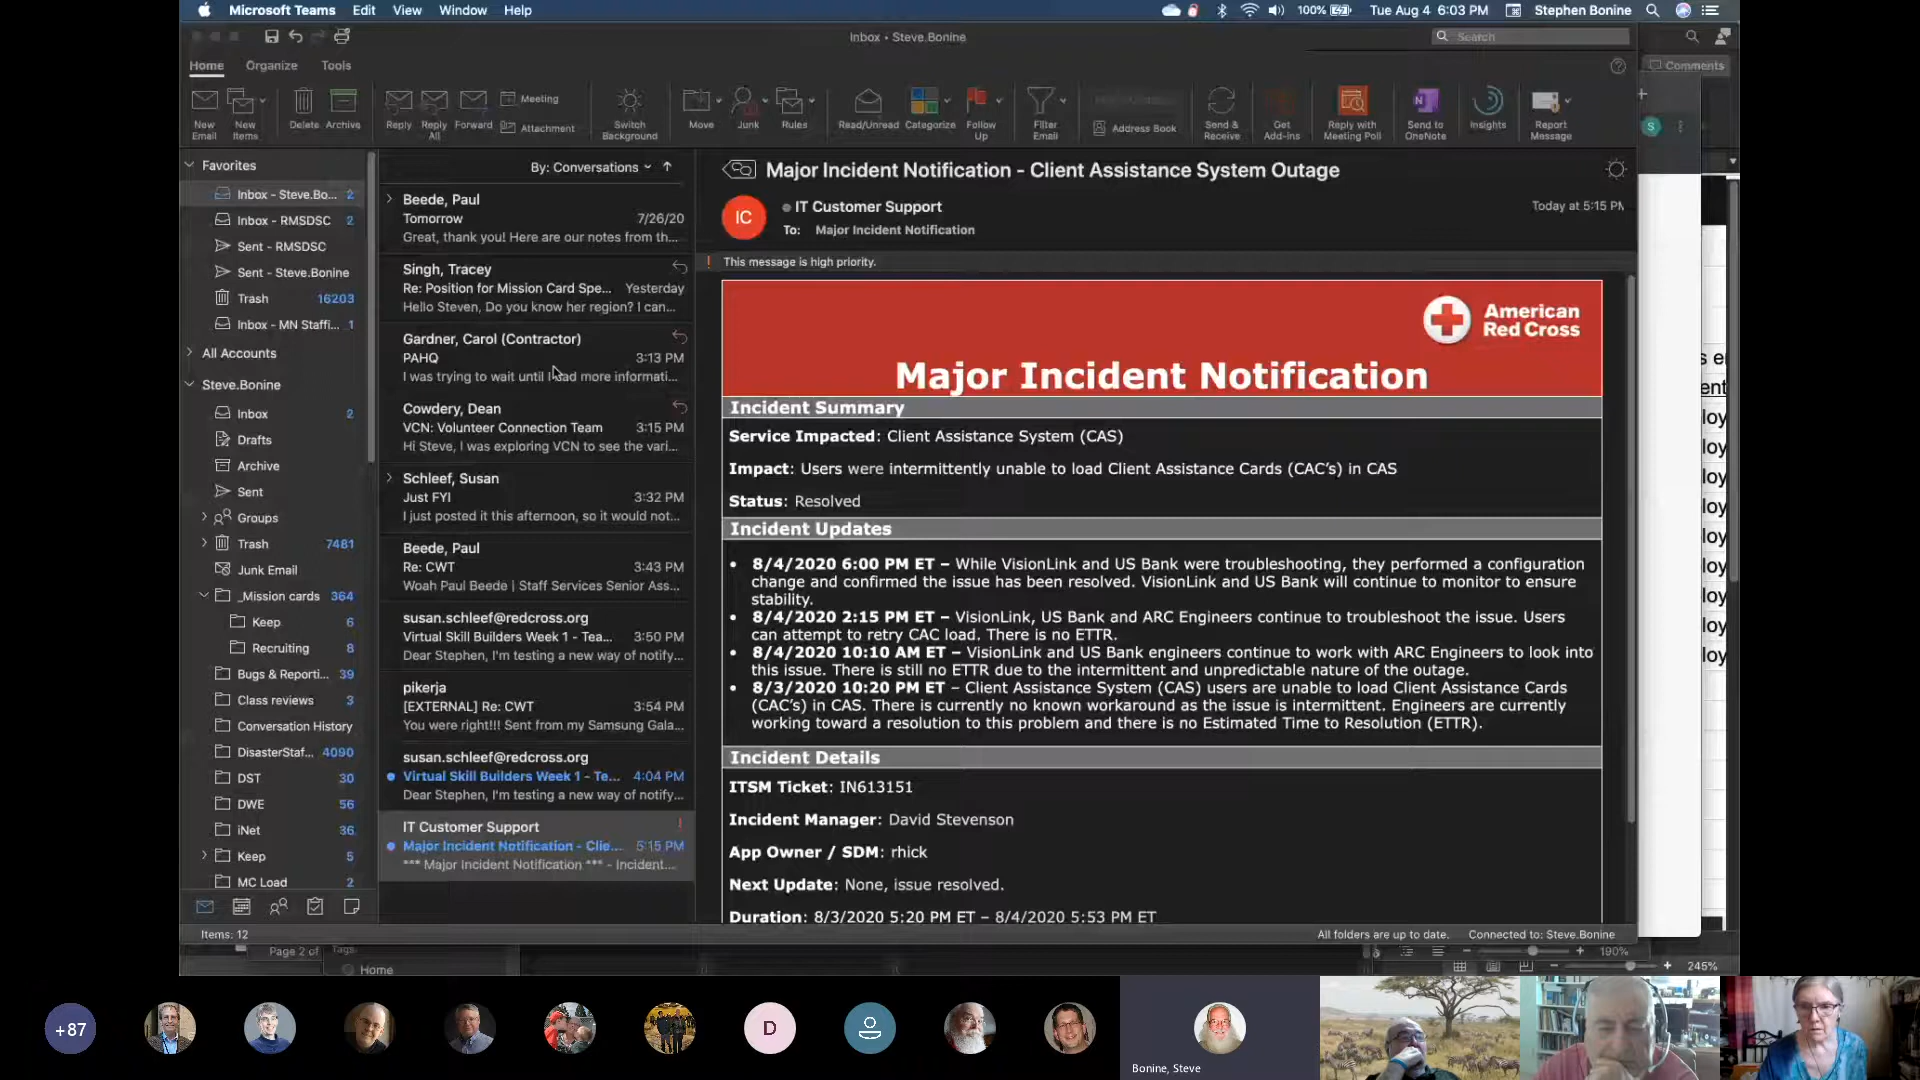 Microsoft Teams Edit View Window Help
100% Tue Aug 4 6:03 PM Stephen Bonine
Inbox • Steve.Bonine
Search
Home Organize Tools
Comments
New Email
New Items
Delete
Archive
Reply
Reply All
Forward
Meeting
Attachment
Switch Background
Move
Junk
Rules
Read/Unread
Categorize
Follow Up
Filter Email
Address Book
Send & Receive
Get Add-ins
Reply with Meeting Poll
Send to OneNote
Insights
Report Message
S
Favorites
Inbox - Steve.Bo... 2
Inbox - RMSDSC 2
Sent - RMSDSC
Sent - Steve.Bonine
Trash 16203
Inbox - MN Staffi... 1
All Accounts
Steve.Bonine
Inbox 2
Drafts
Archive
Sent
Groups
Trash 7481
Junk Email
_Mission cards 364
Keep 6
Recruiting 8
Bugs & Reporti... 39
Class reviews 3
Conversation History
DisasterStaf... 4090
DST 30
DWE 56
iNet 36
Keep 5
MC Load 2
Items: 12
By: Conversations
Beede, Paul
Tomorrow 7/26/20
Great, thank you! Here are our notes from th...
Singh, Tracey
Re: Position for Mission Card Spe... Yesterday
Hello Steven, Do you know her region? I can...
Gardner, Carol (Contractor)
PAHQ 3:13 PM
I was trying to wait until I had more informati...
Cowdery, Dean
VCN: Volunteer Connection Team 3:15 PM
Hi Steve, I was exploring VCN to see the vari...
Schleef, Susan
Just FYI 3:32 PM
I just posted it this afternoon, so it would not...
Beede, Paul
Re: CWT 3:43 PM
Woah Paul Beede | Staff Services Senior Ass...
susan.schleef@redcross.org
Virtual Skill Builders Week 1 - Tea... 3:50 PM
Dear Stephen, I'm testing a new way of notify...
pikerja
[EXTERNAL] Re: CWT 3:54 PM
You were right!!! Sent from my Samsung Gala...
susan.schleef@redcross.org
Virtual Skill Builders Week 1 - Te... 4:04 PM
Dear Stephen, I'm testing a new way of notify...
IT Customer Support !
Major Incident Notification - Clie... 5:15 PM
*** Major Incident Notification *** - Incident...
Major Incident Notification - Client Assistance System Outage
IC
IT Customer Support
Today at 5:15 PM
To: Major Incident Notification
! This message is high priority.
American
Red Cross
Major Incident Notification
Incident Summary
Service Impacted: Client Assistance System (CAS)
Impact: Users were intermittently unable to load Client Assistance Cards (CAC's) in CAS
Status: Resolved
Incident Updates
• 8/4/2020 6:00 PM ET – While VisionLink and US Bank were troubleshooting, they performed a configuration
change and confirmed the issue has been resolved. VisionLink and US Bank will continue to monitor to ensure
stability.
• 8/4/2020 2:15 PM ET – VisionLink, US Bank and ARC Engineers continue to troubleshoot the issue. Users
can attempt to retry CAC load. There is no ETTR.
• 8/4/2020 10:10 AM ET – VisionLink and US Bank engineers continue to work with ARC Engineers to look into
this issue. There is still no ETTR due to the intermittent and unpredictable nature of the outage.
• 8/3/2020 10:20 PM ET – Client Assistance System (CAS) users are unable to load Client Assistance Cards
(CAC's) in CAS. There is currently no known workaround as the issue is intermittent. Engineers are currently
working toward a resolution to this problem and there is no Estimated Time to Resolution (ETTR).
Incident Details
ITSM Ticket: IN613151
Incident Manager: David Stevenson
App Owner / SDM: rhick
Next Update: None, issue resolved.
Duration: 8/3/2020 5:20 PM ET – 8/4/2020 5:53 PM ET
All folders are up to date. Connected to: Steve.Bonine
s e
ent
loy
loy
loy
loy
loy
loy
loy
loy
loy
Page 2 of
Tags
Home
190%
245%
+87
D
Bonine, Steve